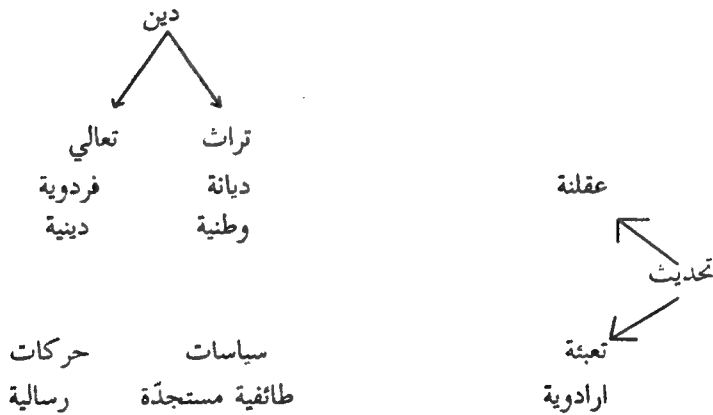 دين
تراث تعالي
عقلنة ديانة فردوية
وطنية دينية
تحديث
تعبئة سياسات حركات
ارادوية طائفية مستجدّة رسالية